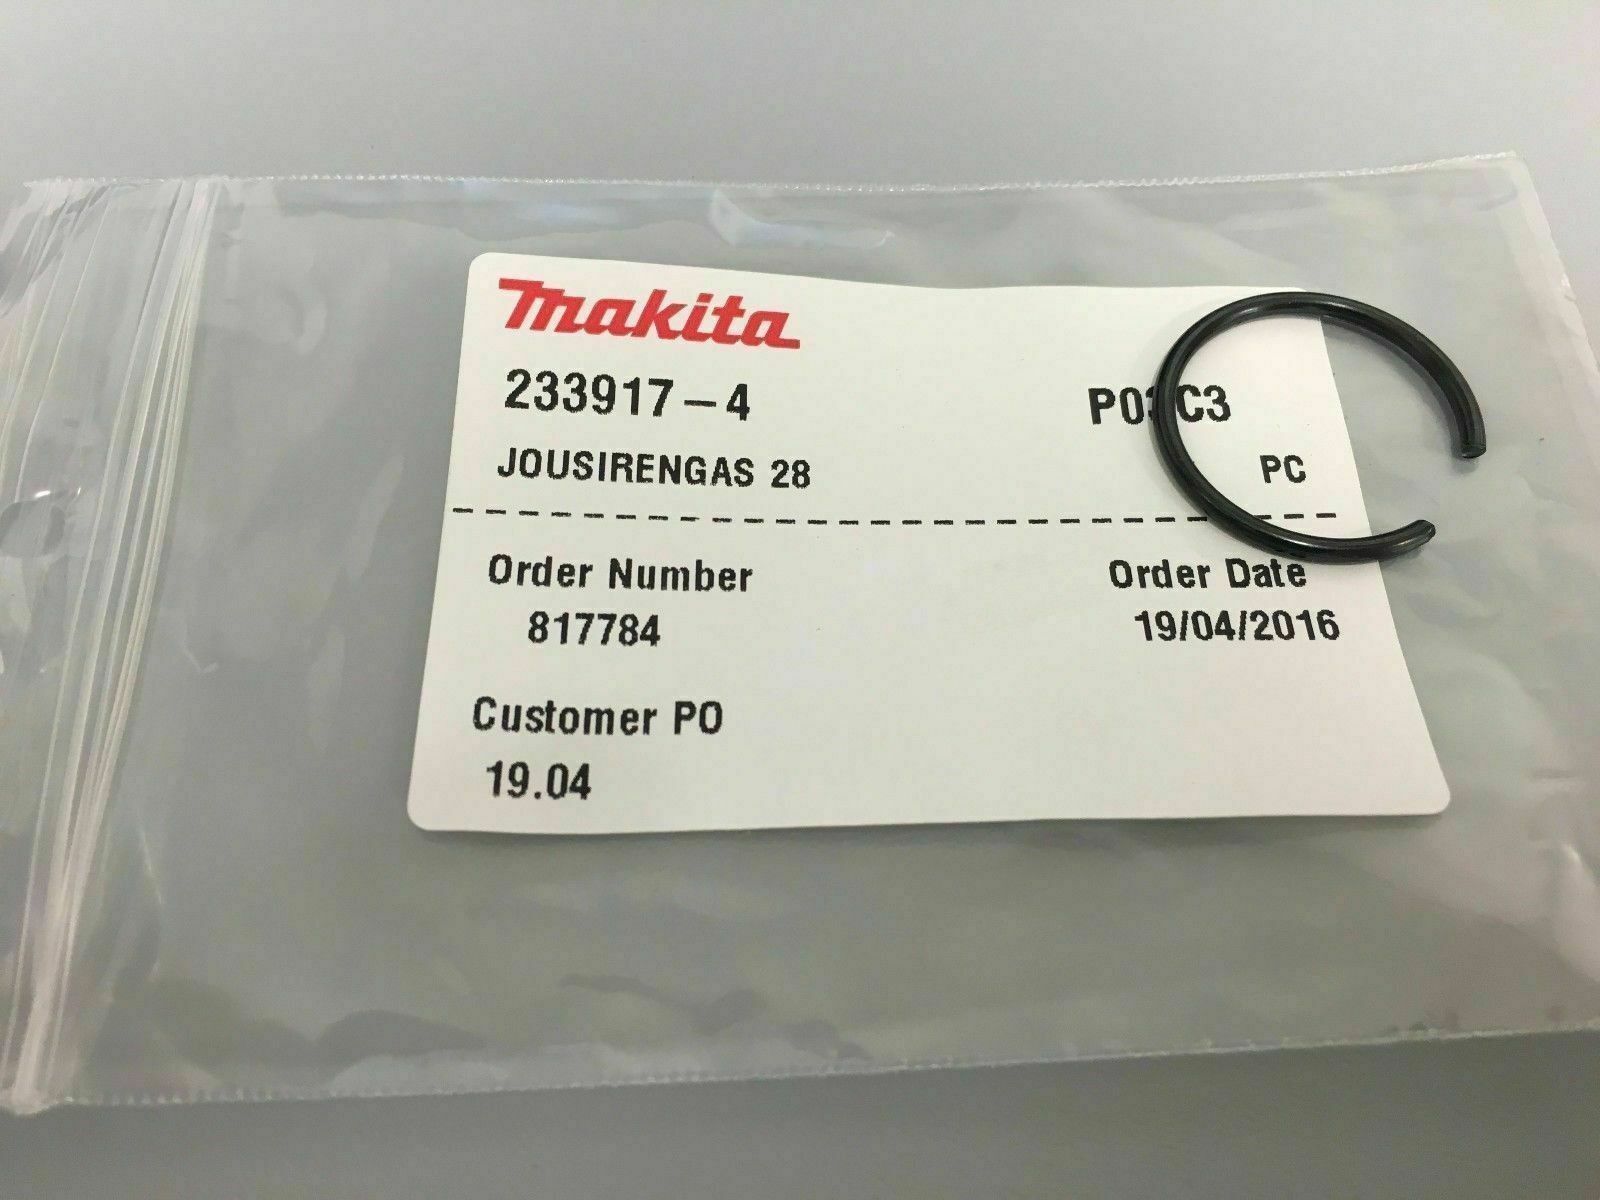 makita
233917-4
JOUSIRENGAS 28 PC
Order Number Order Date
817784 19/04/2016
Customer PO
19.04